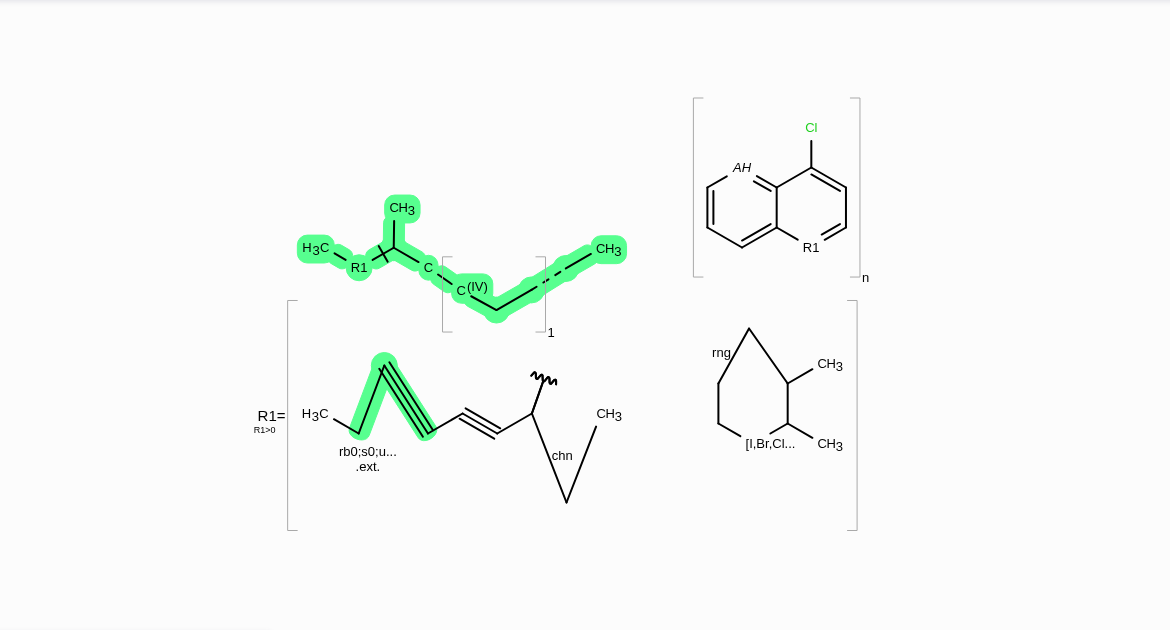 Cl
AH
CH3
H3C
R1
C
C(IV)
CH3
1
R1
n
R1=
R1>0
H3C
rb0;s0;u...
.ext.
chn
CH3
rng
CH3
[I,Br,Cl...
CH3